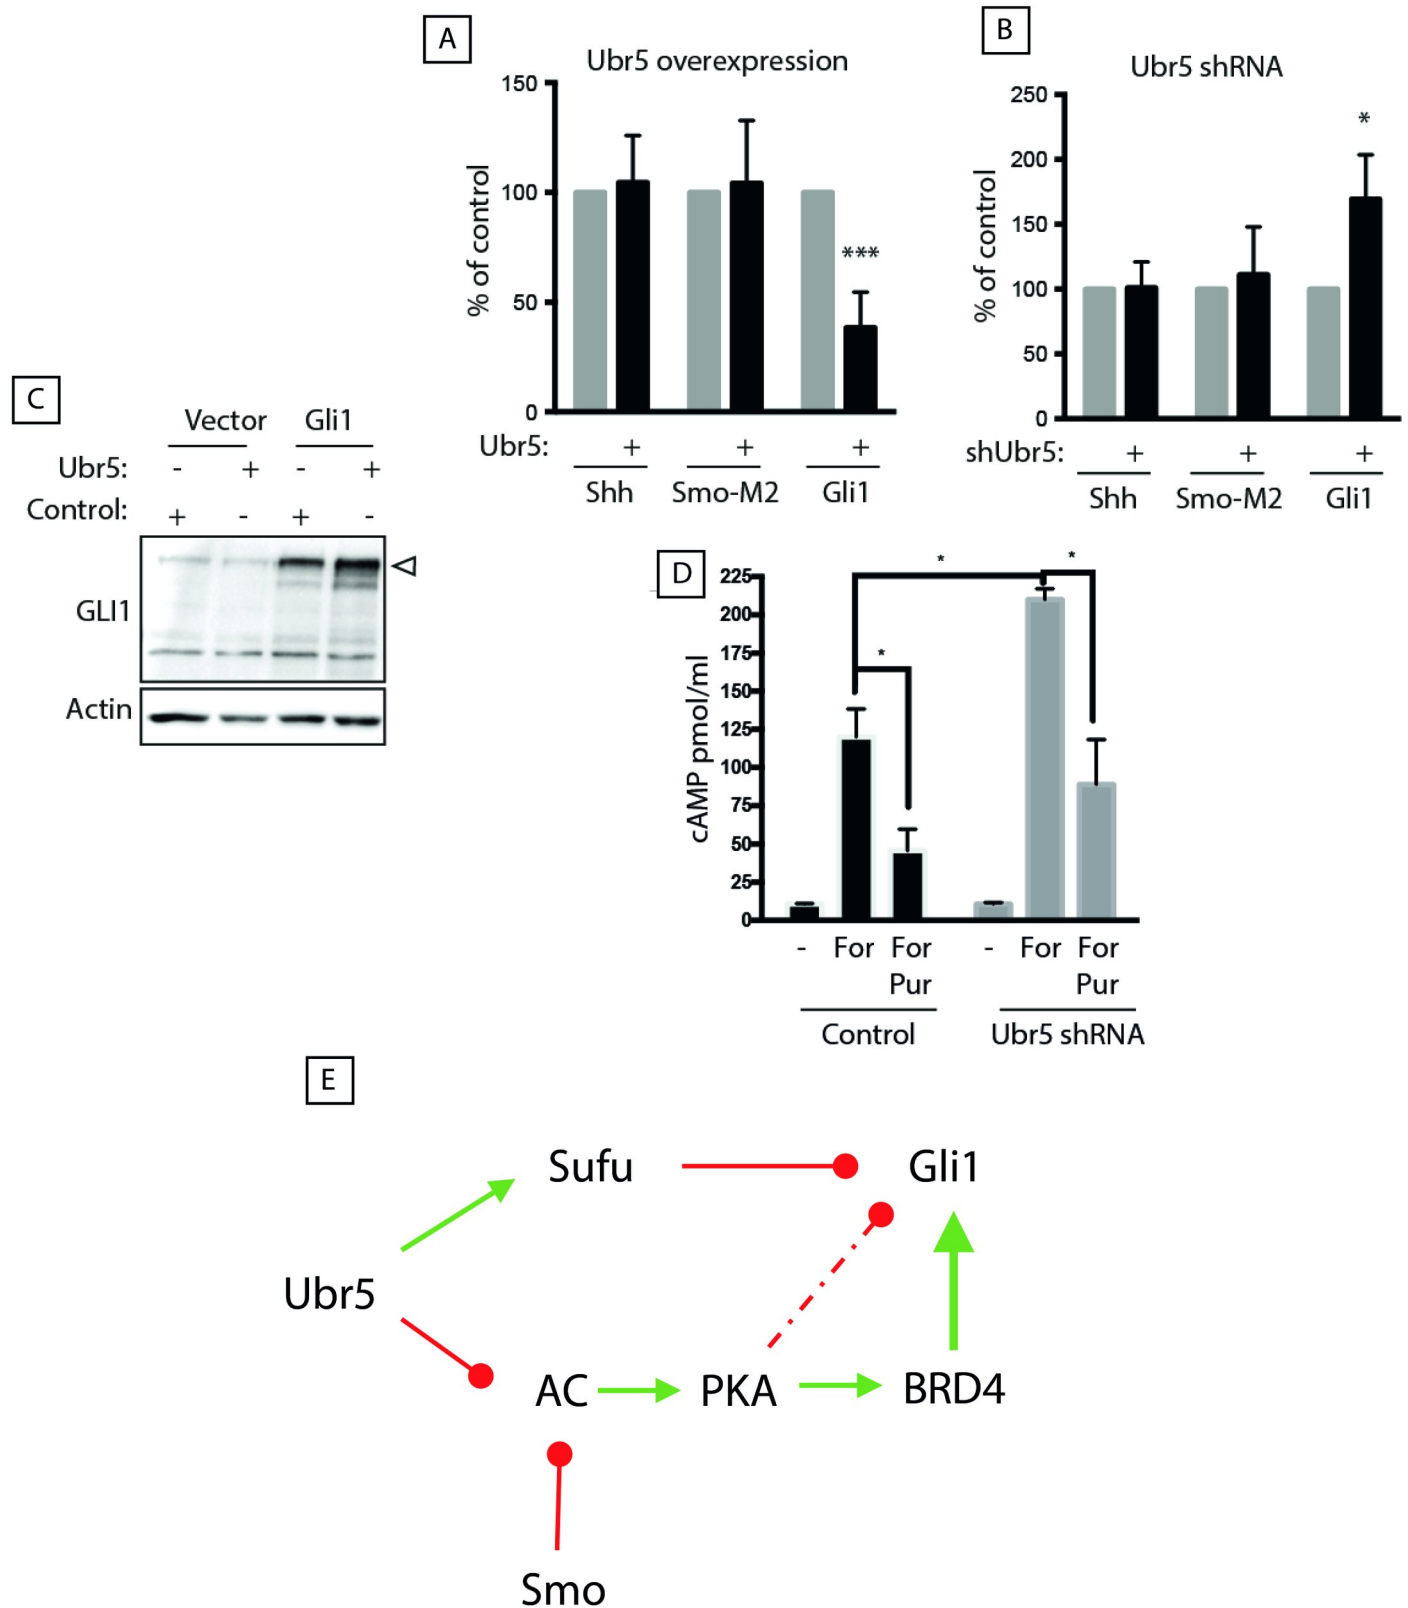 A
Ubr5 overexpression
% of control
150
100
50
0
***
Ubr5: + + +
Shh Smo-M2 Gli1
B
Ubr5 shRNA
% of control
250
200
150
100
50
0
*
shUbr5: + + +
Shh Smo-M2 Gli1
C
Vector Gli1
Ubr5: - + - +
Control: + - + -
GLI1
Actin
D
cAMP pmol/ml
225
200
175
150
125
100
75
50
25
0
* * *
- For For - For For
Pur Pur
Control Ubr5 shRNA
E
Sufu Gli1
Ubr5
AC PKA BRD4
Smo